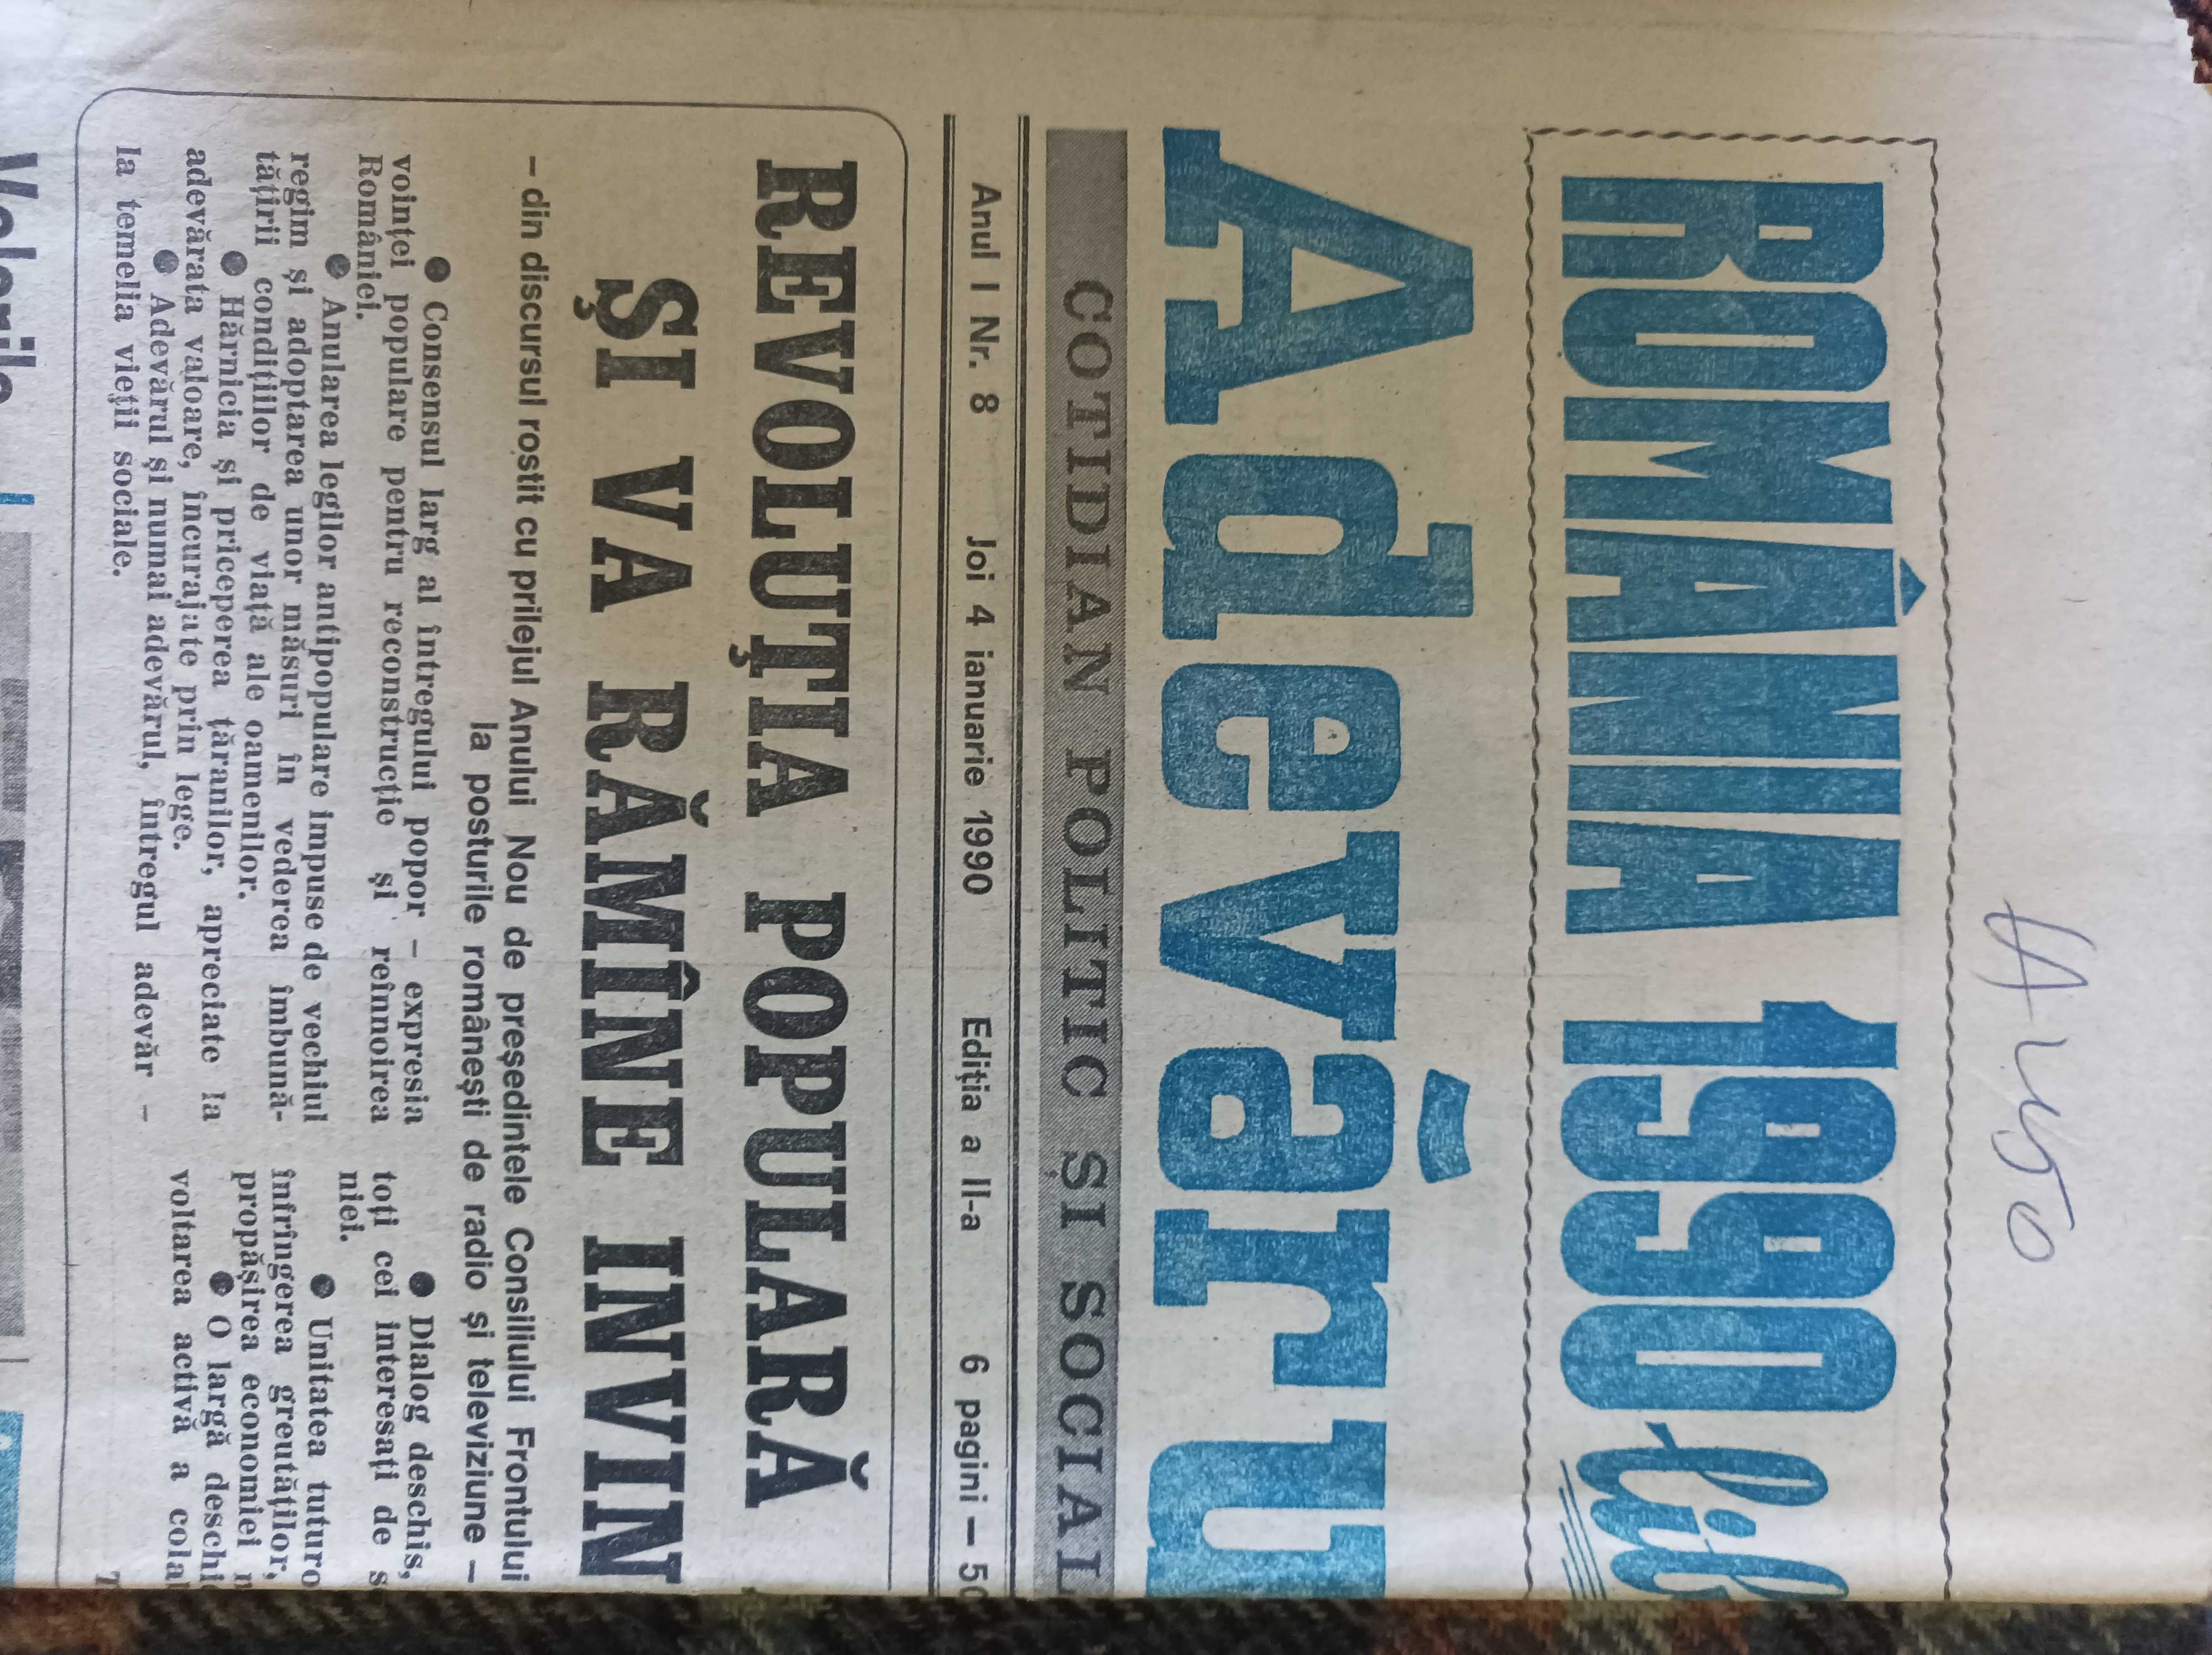 ROMÂNIA 1990
Adevăru
COTIDIAN POLITIC ȘI SOCIAL
Anul I Nr. 8 Joi 4 ianuarie 1990 Ediția a II-a 6 pagini — 50
REVOLUȚIA POPULARĂ
ȘI VA RĂMÎNE INVIN
– din discursul rostit cu prilejul Anului Nou de președintele Consiliului Frontului
la posturile românești de radio și televiziune –
● Consensul larg al întregului popor – expresia
voinței populare pentru reconstrucție și reînnoirea
României.
● Anularea legilor antipopulare impuse de vechiul
regim și adoptarea unor măsuri în vederea îmbună-
tățirii condițiilor de viață ale oamenilor.
● Hărnicia și priceperea țăranilor, apreciate la
adevărata valoare, încurajate prin lege.
● Adevărul și numai adevărul, întregul adevăr –
la temelia vieții sociale.
● Dialog deschis,
toți cei interesați de s
niei.
● Unitatea tuturo
înfrîngerea greutăților,
propășirea economiei n
● O largă deschi
voltarea activă a colal